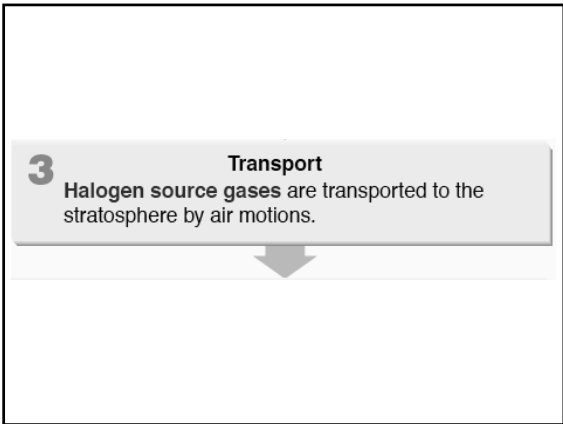 3
Transport
Halogen source gases are transported to the
stratosphere by air motions.